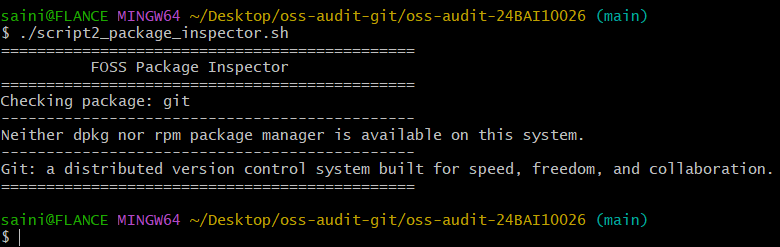 saini@FLANCE MINGW64 ~/Desktop/oss-audit-git/oss-audit-24BAI10026 (main)
$ ./script2_package_inspector.sh
==============================================
          FOSS Package Inspector
==============================================
Checking package: git
----------------------------------------------
Neither dpkg nor rpm package manager is available on this system.
----------------------------------------------
Git: a distributed version control system built for speed, freedom, and collaboration.
==============================================
saini@FLANCE MINGW64 ~/Desktop/oss-audit-git/oss-audit-24BAI10026 (main)
$